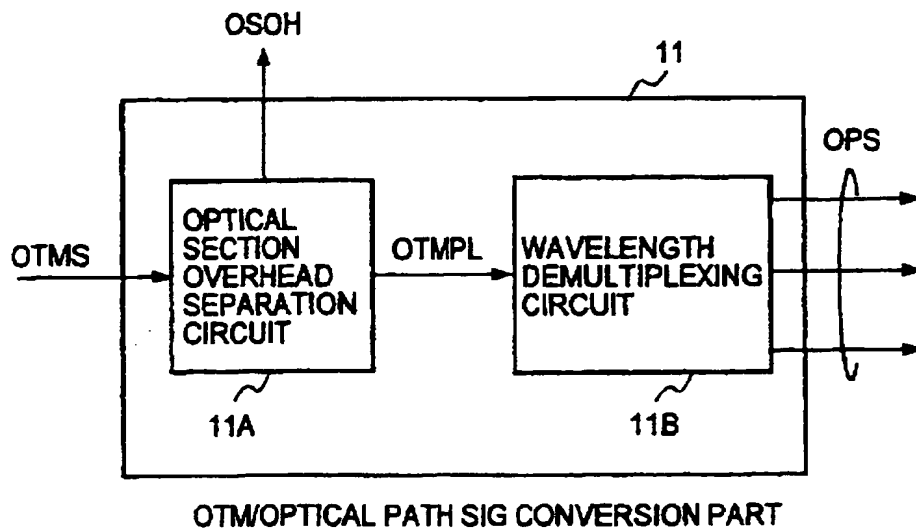 OSOH
11
OPS
OTMS
OPTICAL
SECTION
OVERHEAD
SEPARATION
CIRCUIT
OTMPL
WAVELENGTH
DEMULTIPLEXING
CIRCUIT
11A
11B
OTM/OPTICAL PATH SIG CONVERSION PART